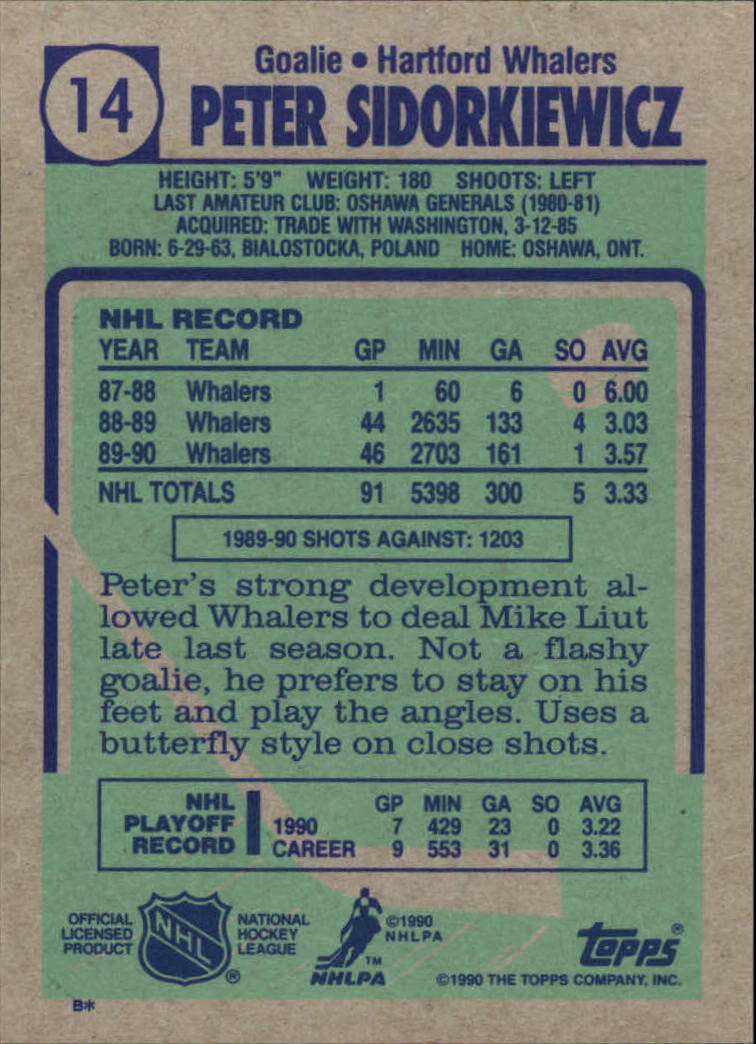 14
Goalie • Hartford Whalers
PETER SIDORKIEWICZ
HEIGHT: 5'9" WEIGHT: 180 SHOOTS: LEFT
LAST AMATEUR CLUB: OSHAWA GENERALS (1980-81)
ACQUIRED: TRADE WITH WASHINGTON, 3-12-85
BORN: 6-29-63, BIALOSTOCKA, POLAND HOME: OSHAWA, ONT.
NHL RECORD
YEAR TEAM GP MIN GA SO AVG
87-88 Whalers 1 60 6 0 6.00
88-89 Whalers 44 2635 133 4 3.03
89-90 Whalers 46 2703 161 1 3.57
NHL TOTALS 91 5398 300 5 3.33
1989-90 SHOTS AGAINST: 1203
Peter's strong development al-
lowed Whalers to deal Mike Liut
late last season. Not a flashy
goalie, he prefers to stay on his
feet and play the angles. Uses a
butterfly style on close shots.
NHL PLAYOFF RECORD
GP MIN GA SO AVG
1990 7 429 23 0 3.22
CAREER 9 553 31 0 3.36
OFFICIAL
LICENSED
PRODUCT
NHL
®
NATIONAL
HOCKEY
LEAGUE
©1990
NHLPA
TM
NHLPA
topps®
©1990 THE TOPPS COMPANY, INC.
B*